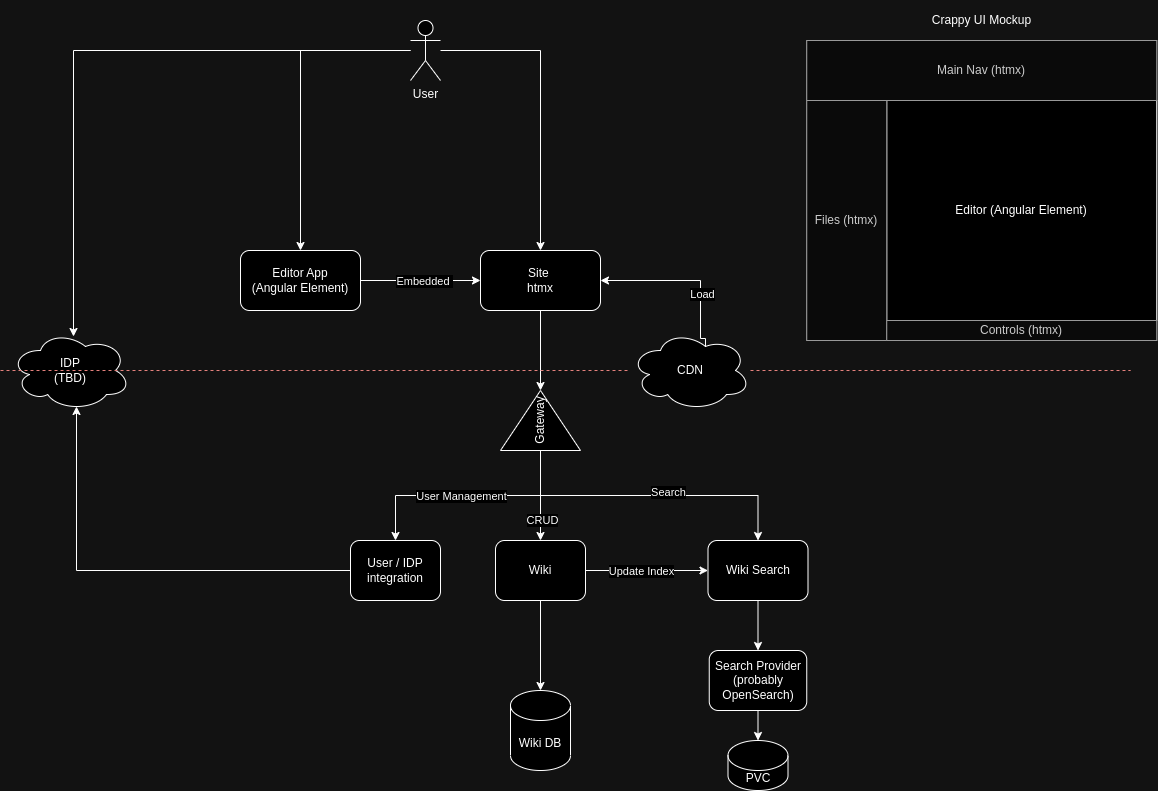 Crappy UI Mockup
Main Nav (htmx)
User
Files (htmx)
Editor (Angular Element)
Controls (htmx)
Editor App
(Angular Element)
Embedded
Site
htmx
Load
IDP
(TBD)
CDN
Gateway
User Management
Search
CRUD
User / IDP
integration
Wiki
Update Index
Wiki Search
Search Provider
(probably
OpenSearch)
Wiki DB
PVC